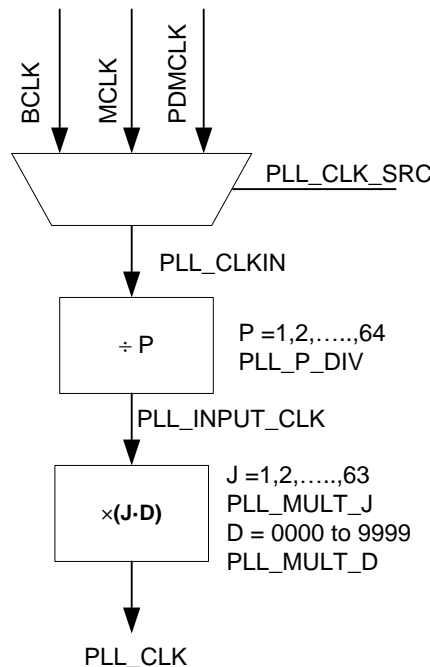 BCLK
MCLK
PDMCLK
PLL_CLK_SRC
PLL_CLKIN
÷ P
P =1,2,…..,64
PLL_P_DIV
PLL_INPUT_CLK
×(J·D)
J =1,2,…..,63
PLL_MULT_J
D = 0000 to 9999
PLL_MULT_D
PLL_CLK